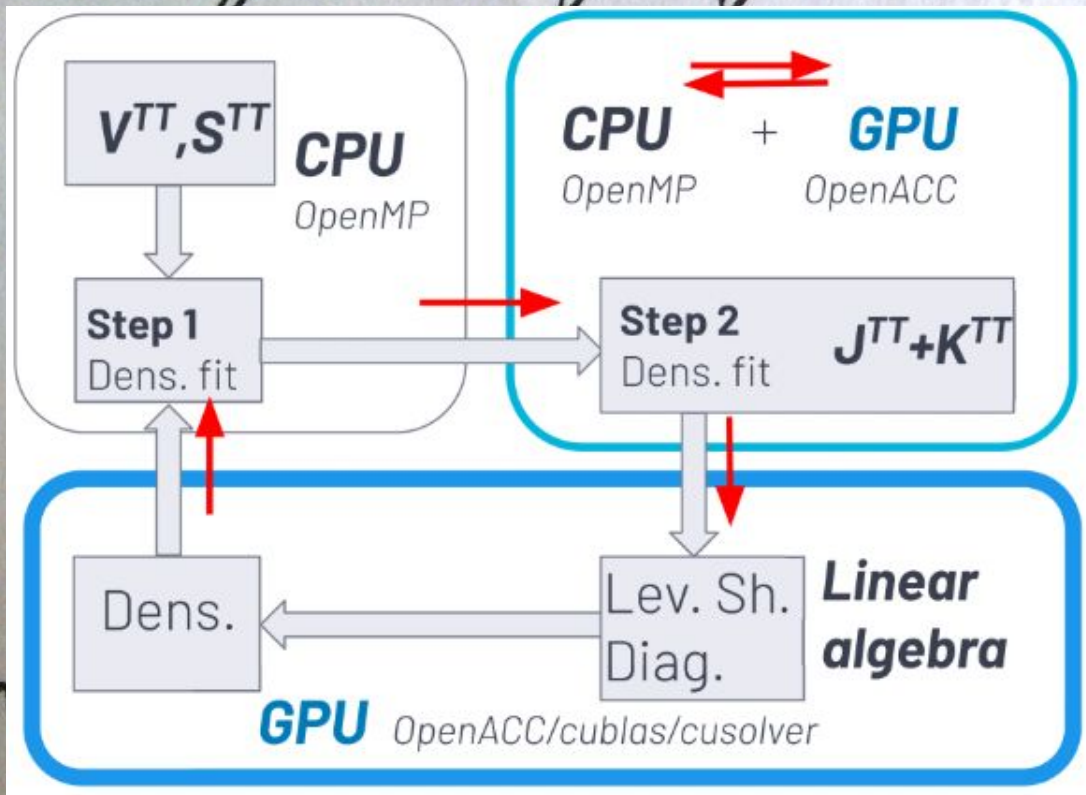 V^TT,S^TT
CPU
OpenMP
Step 1
Dens. fit
CPU + GPU
OpenMP OpenACC
Step 2
Dens. fit
J^TT+K^TT
Dens.
Lev. Sh.
Diag.
Linear
algebra
GPU OpenACC/cublas/cusolver